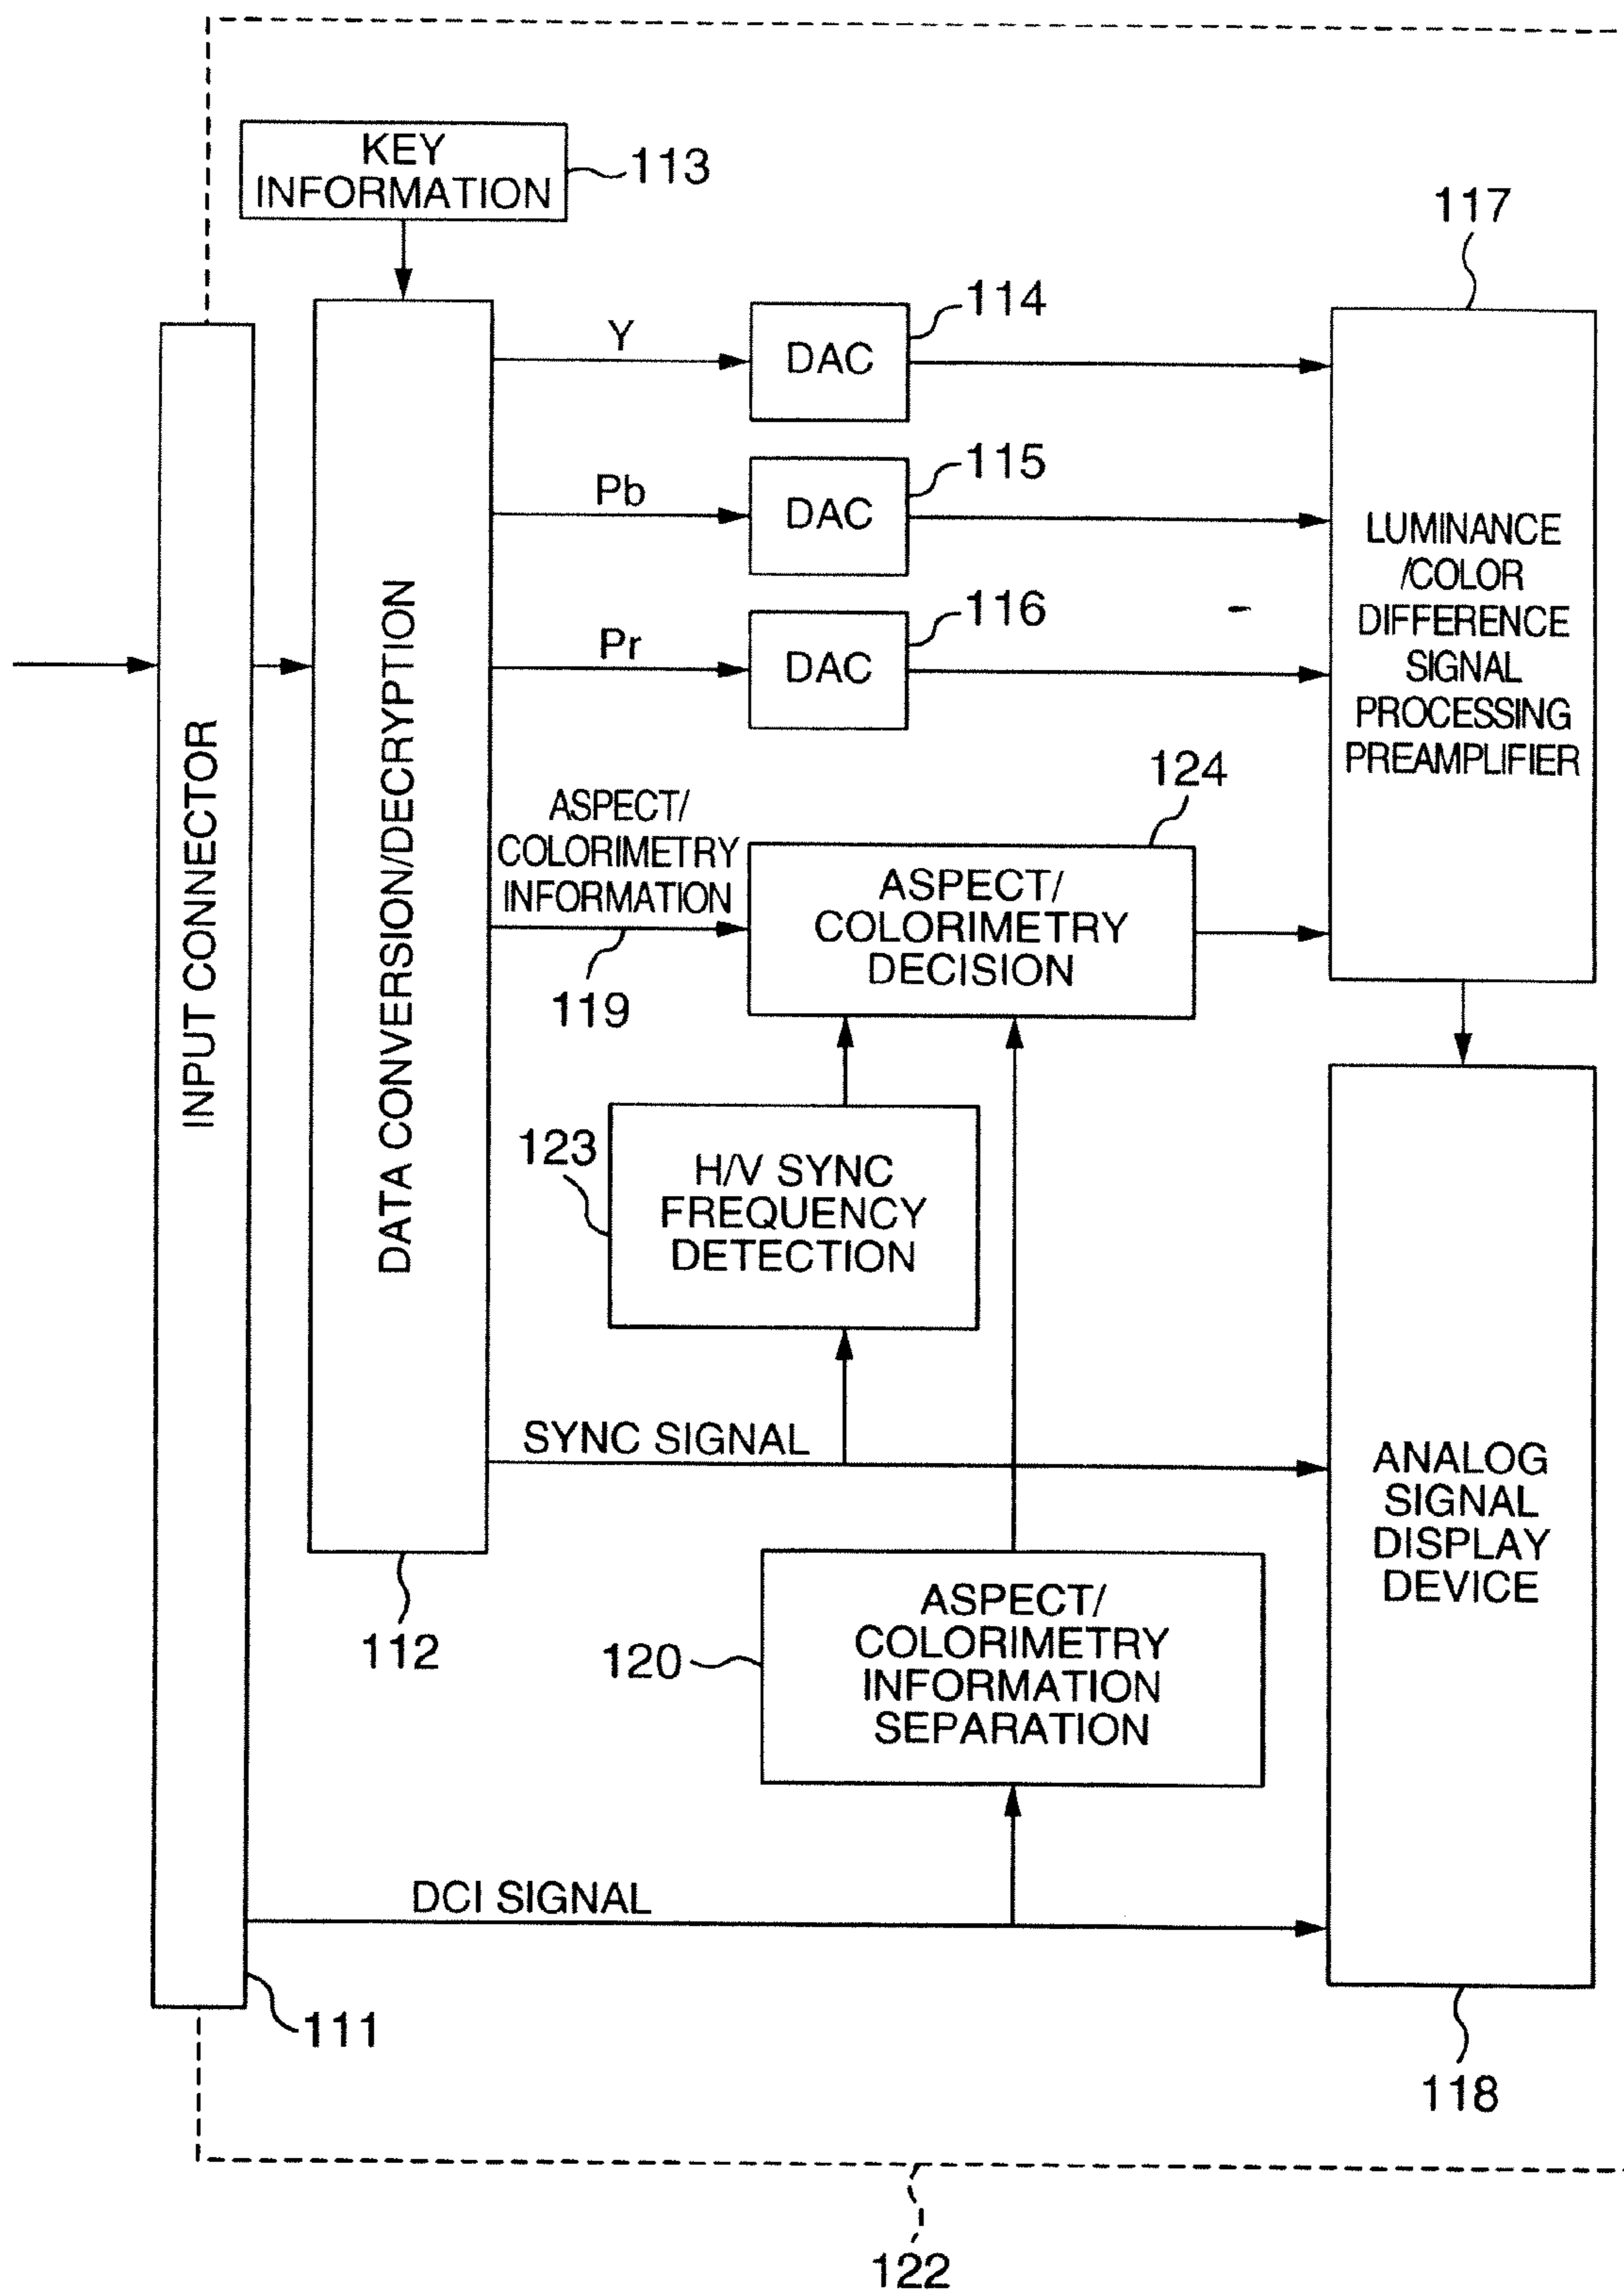 KEY
INFORMATION
113
117
INPUT CONNECTOR
DATA CONVERSION/DECRYPTION
Y
DAC
114
Pb
DAC
115
Pr
DAC
116
LUMINANCE
/COLOR
DIFFERENCE
SIGNAL
PROCESSING
PREAMPLIFIER
ASPECT/
COLORIMETRY
INFORMATION
119
124
ASPECT/
COLORIMETRY
DECISION
123
H/V SYNC
FREQUENCY
DETECTION
SYNC SIGNAL
112
120
ASPECT/
COLORIMETRY
INFORMATION
SEPARATION
ANALOG
SIGNAL
DISPLAY
DEVICE
DCI SIGNAL
111
118
122